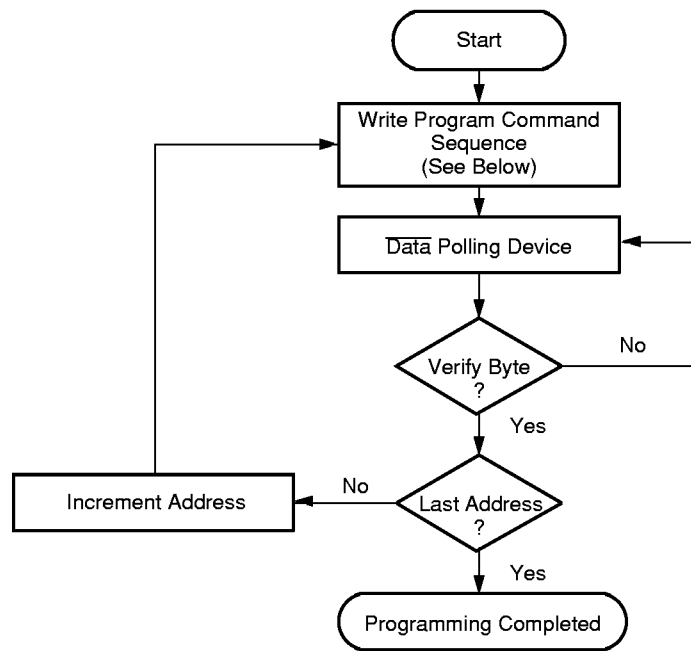 Start
Write Program Command
Sequence
(See Below)
D̅a̅t̅a̅ Polling Device
Verify Byte
?
No
Yes
Last Address
?
No
Increment Address
Yes
Programming Completed